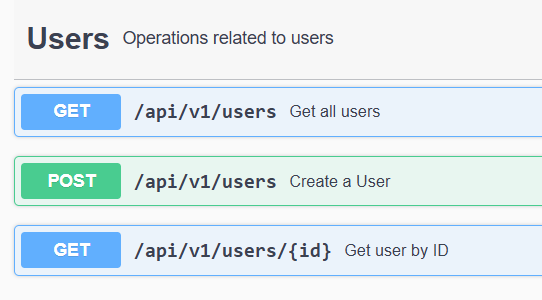 Users Operations related to users
GET /api/v1/users Get all users
POST /api/v1/users Create a User
GET /api/v1/users/{id} Get user by ID